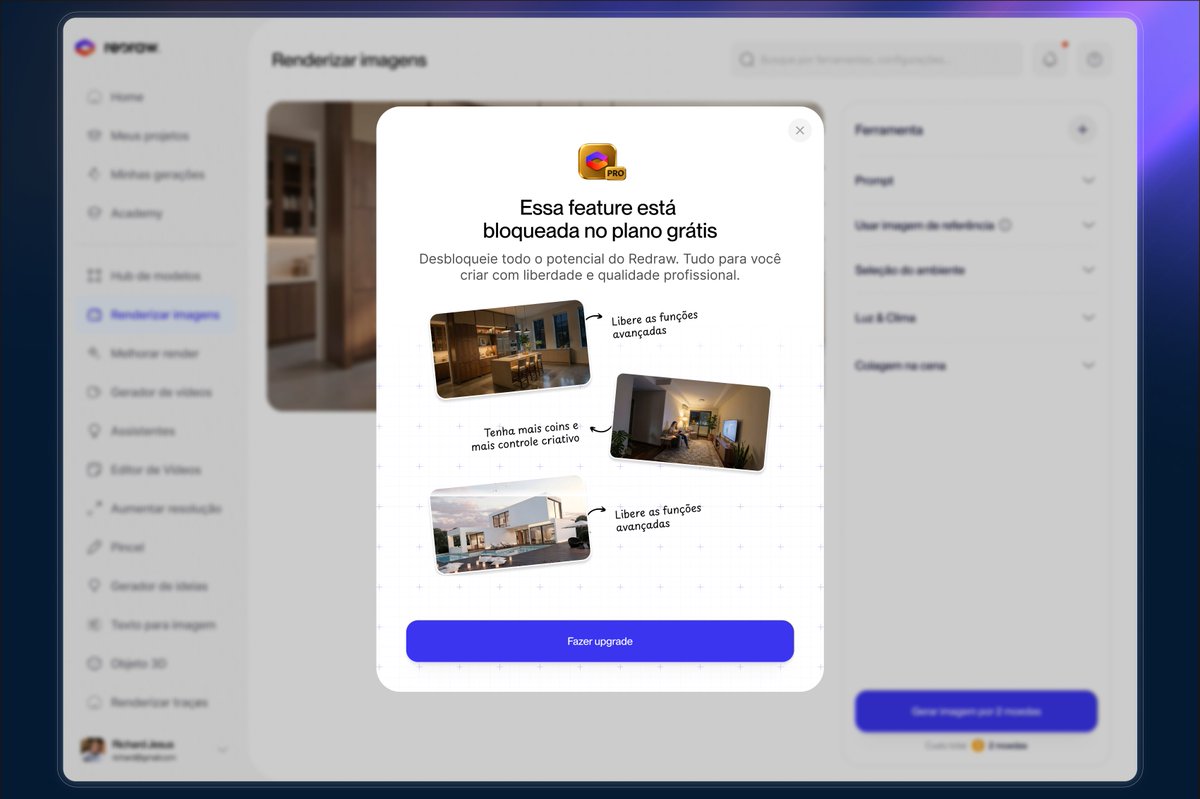 redraw
Renderizar imagens
Busque por ferramentas, configurações...
Home
Meus projetos
Minhas gerações
Academy
Hub de modelos
Renderizar imagens
Melhorar render
Gerador de vídeos
Assistentes
Editor de Vídeos
Aumentar resolução
Pincel
Gerador de ideias
Texto para imagem
Objeto 3D
Renderizar traços
Richard Jesus
PRO
Essa feature está
bloqueada no plano grátis
Desbloqueie todo o potencial do Redraw. Tudo para você
criar com liberdade e qualidade profissional.
Libere as funções
avançadas
Tenha mais coins e
mais controle criativo
Libere as funções
avançadas
Fazer upgrade
Ferramenta
Prompt
Usar imagem de referência
Seleção do ambiente
Luz & Clima
Colagem na cena
Gerar imagem por 2 moedas
Custo total: 2 moedas